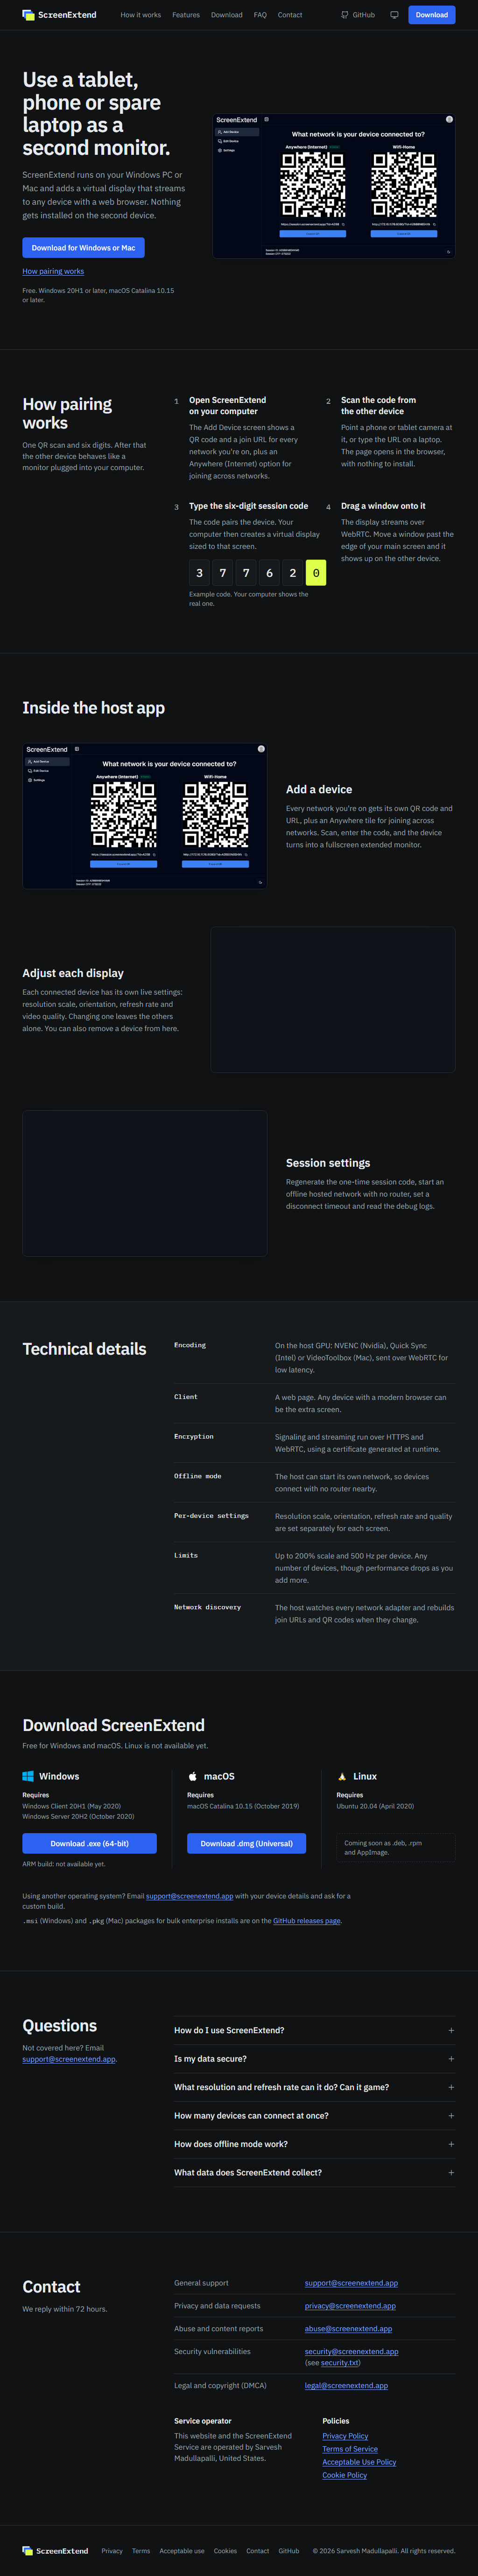 ScreenExtend
How it works
Features
Download
FAQ
Contact
GitHub
Download
Use a tablet,
phone or spare
laptop as a
second monitor.
ScreenExtend runs on your Windows PC or
Mac and adds a virtual display that streams
to any device with a web browser. Nothing
gets installed on the second device.
Download for Windows or Mac
How pairing works
Free. Windows 20H1 or later, macOS Catalina 10.15
or later.
ScreenExtend
Add Device
Edit Device
Settings
What network is your device connected to?
Anywhere (Internet)
Wifi-Home
How pairing
works
One QR scan and six digits. After that
the other device behaves like a
monitor plugged into your computer.
1
Open ScreenExtend
on your computer
The Add Device screen shows a
QR code and a join URL for every
network you're on, plus an
Anywhere (Internet) option for
joining across networks.
2
Scan the code from
the other device
Point a phone or tablet camera at
it, or type the URL on a laptop.
The page opens in the browser,
with nothing to install.
3
Type the six-digit session code
The code pairs the device. Your
computer then creates a virtual display
sized to that screen.
3 7 7 6 2 0
Example code. Your computer shows the
real one.
4
Drag a window onto it
The display streams over
WebRTC. Move a window past the
edge of your main screen and it
shows up on the other device.
Inside the host app
ScreenExtend
Add Device
Edit Device
Settings
What network is your device connected to?
Anywhere (Internet)
Wifi-Home
Add a device
Every network you're on gets its own QR code and
URL, plus an Anywhere tile for joining across
networks. Scan, enter the code, and the device
turns into a fullscreen extended monitor.
Adjust each display
Each connected device has its own live settings:
resolution scale, orientation, refresh rate and
video quality. Changing one leaves the others
alone. You can also remove a device from here.
Session settings
Regenerate the one-time session code, start an
offline hosted network with no router, set a
disconnect timeout and read the debug logs.
Technical details
Encoding
On the host GPU: NVENC (Nvidia), Quick Sync
(Intel) or VideoToolbox (Mac), sent over WebRTC for
low latency.
Client
A web page. Any device with a modern browser can
be the extra screen.
Encryption
Signaling and streaming run over HTTPS and
WebRTC, using a certificate generated at runtime.
Offline mode
The host can start its own network, so devices
connect with no router nearby.
Per-device settings
Resolution scale, orientation, refresh rate and quality
are set separately for each screen.
Limits
Up to 200% scale and 500 Hz per device. Any
number of devices, though performance drops as you
add more.
Network discovery
The host watches every network adapter and rebuilds
join URLs and QR codes when they change.
Download ScreenExtend
Free for Windows and macOS. Linux is not available yet.
Windows
Requires
Windows Client 20H1 (May 2020)
Windows Server 20H2 (October 2020)
Download .exe (64-bit)
ARM build: not available yet.
macOS
Requires
macOS Catalina 10.15 (October 2019)
Download .dmg (Universal)
Linux
Requires
Ubuntu 20.04 (April 2020)
Coming soon as .deb, .rpm
and AppImage.
Using another operating system? Email support@screenextend.app with your device details and ask for a
custom build.
.msi (Windows) and .pkg (Mac) packages for bulk enterprise installs are on the GitHub releases page.
Questions
Not covered here? Email
support@screenextend.app.
How do I use ScreenExtend?
Is my data secure?
What resolution and refresh rate can it do? Can it game?
How many devices can connect at once?
How does offline mode work?
What data does ScreenExtend collect?
Contact
We reply within 72 hours.
General support
support@screenextend.app
Privacy and data requests
privacy@screenextend.app
Abuse and content reports
abuse@screenextend.app
Security vulnerabilities
security@screenextend.app
(see security.txt)
Legal and copyright (DMCA)
legal@screenextend.app
Service operator
This website and the ScreenExtend
Service are operated by Sarvesh
Madullapalli, United States.
Policies
Privacy Policy
Terms of Service
Acceptable Use Policy
Cookie Policy
ScreenExtend
Privacy
Terms
Acceptable use
Cookies
Contact
GitHub
© 2026 Sarvesh Madullapalli. All rights reserved.